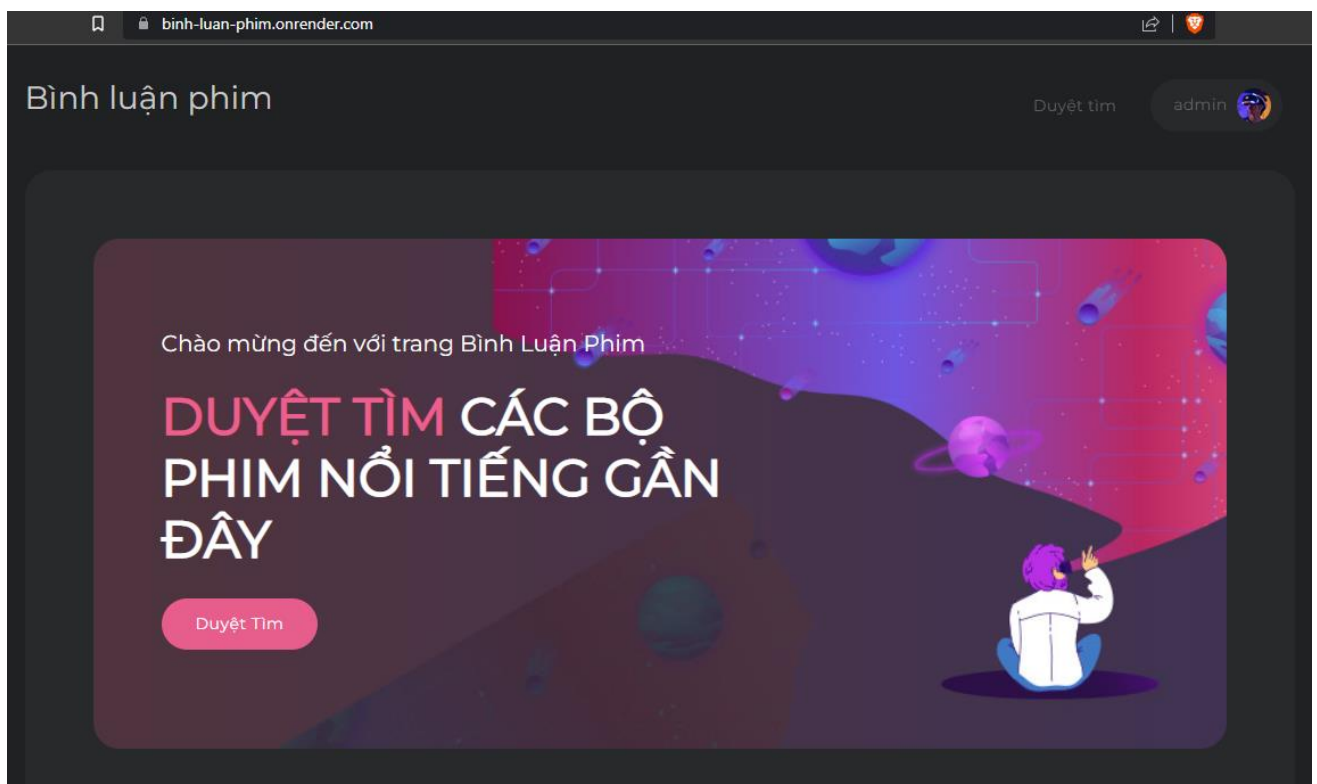 binh-luan-phim.onrender.com
Bình luận phim
Duyệt tìm
admin
Chào mừng đến với trang Bình Luận Phim
DUYỆT TÌM CÁC BỘ
PHIM NỔI TIẾNG GẦN
ĐÂY
Duyệt Tìm